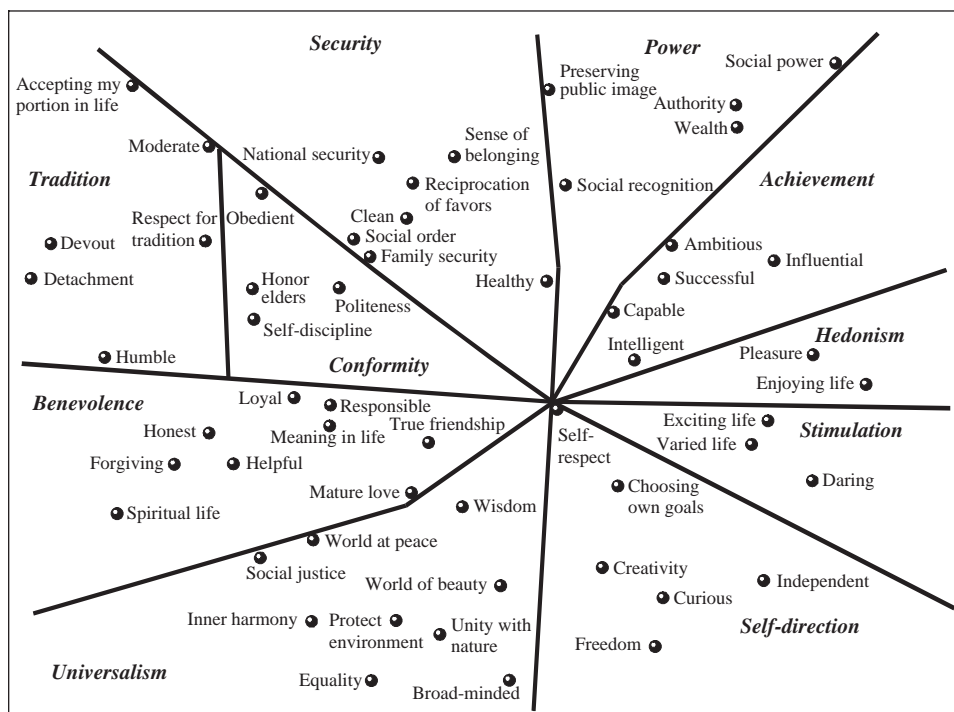 Security
Power
Social power
Accepting my
portion in life
Preserving
public image
Authority
Wealth
Moderate
National security
Sense of
belonging
Tradition
Reciprocation
of favors
Social recognition
Achievement
Respect for
tradition
Obedient
Clean
Social order
Family security
Devout
Detachment
Ambitious
Influential
Successful
Healthy
Honor
elders
Politeness
Self-discipline
Capable
Intelligent
Hedonism
Pleasure
Enjoying life
Humble
Conformity
Benevolence
Loyal
Responsible
Meaning in life
True friendship
Honest
Forgiving
Helpful
Self-
respect
Exciting life
Varied life
Stimulation
Daring
Choosing
own goals
Mature love
Wisdom
Spiritual life
World at peace
Social justice
World of beauty
Creativity
Independent
Curious
Inner harmony
Protect
environment
Unity with
nature
Freedom
Self-direction
Universalism
Equality
Broad-minded